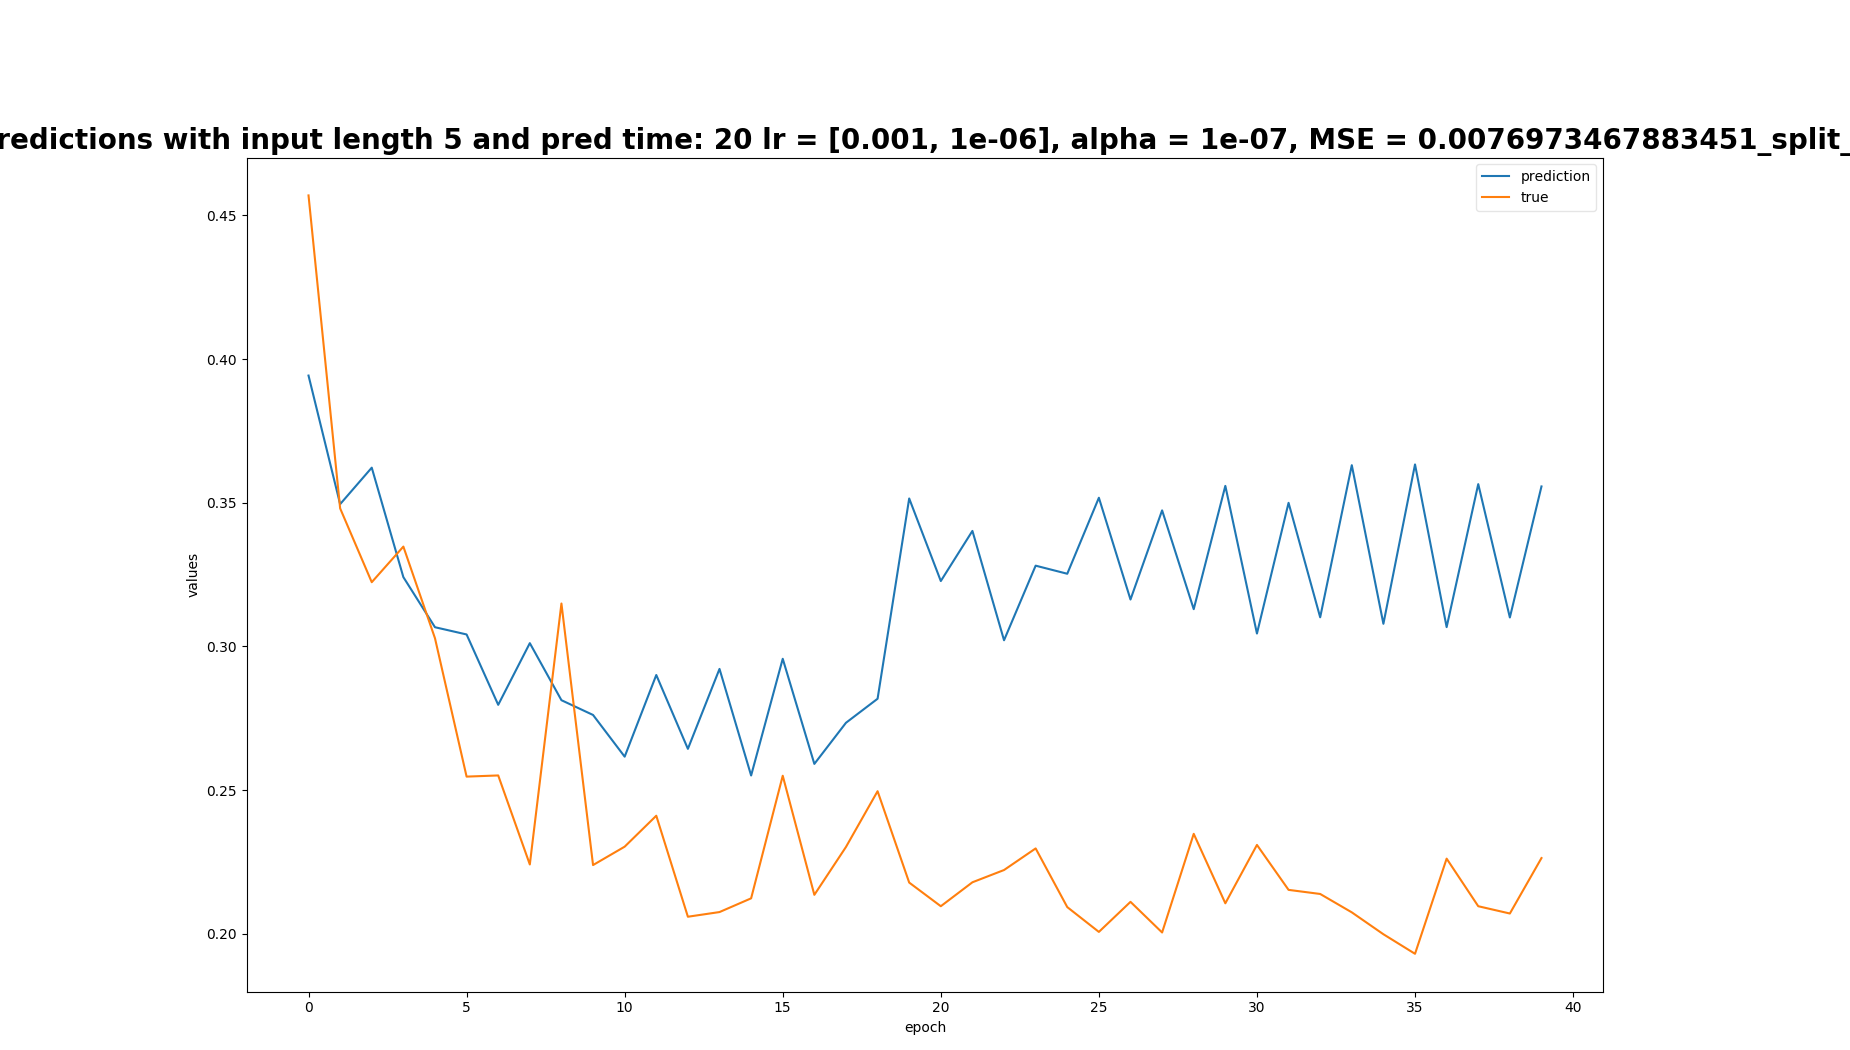 redictions with input length 5 and pred time: 20 lr = [0.001, 1e-06], alpha = 1e-07, MSE = 0.0076973467883451_split_
prediction
true
0.45
0.40
0.35
0.30
0.25
0.20
values
0 5 10 15 20 25 30 35 40
epoch